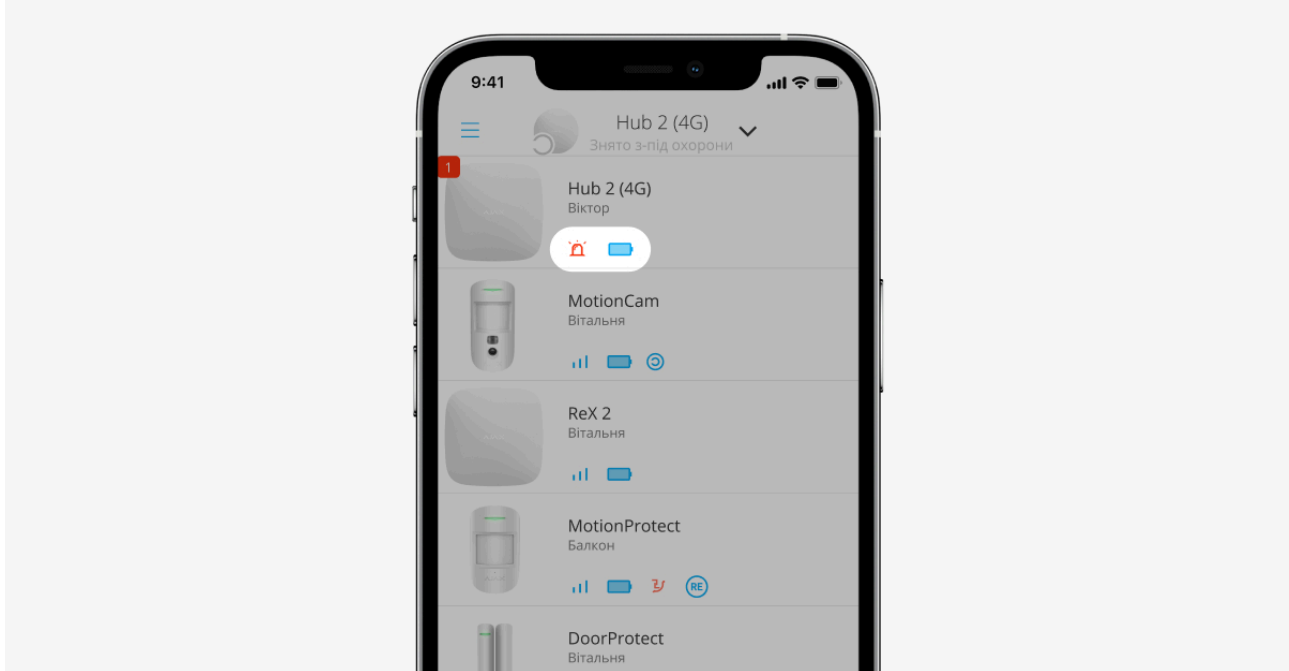 9:41
Hub 2 (4G)
Знято з-під охорони
1
Hub 2 (4G)
Віктор
MotionCam
Вітальня
ReX 2
Вітальня
MotionProtect
Балкон
RE
DoorProtect
Вітальня